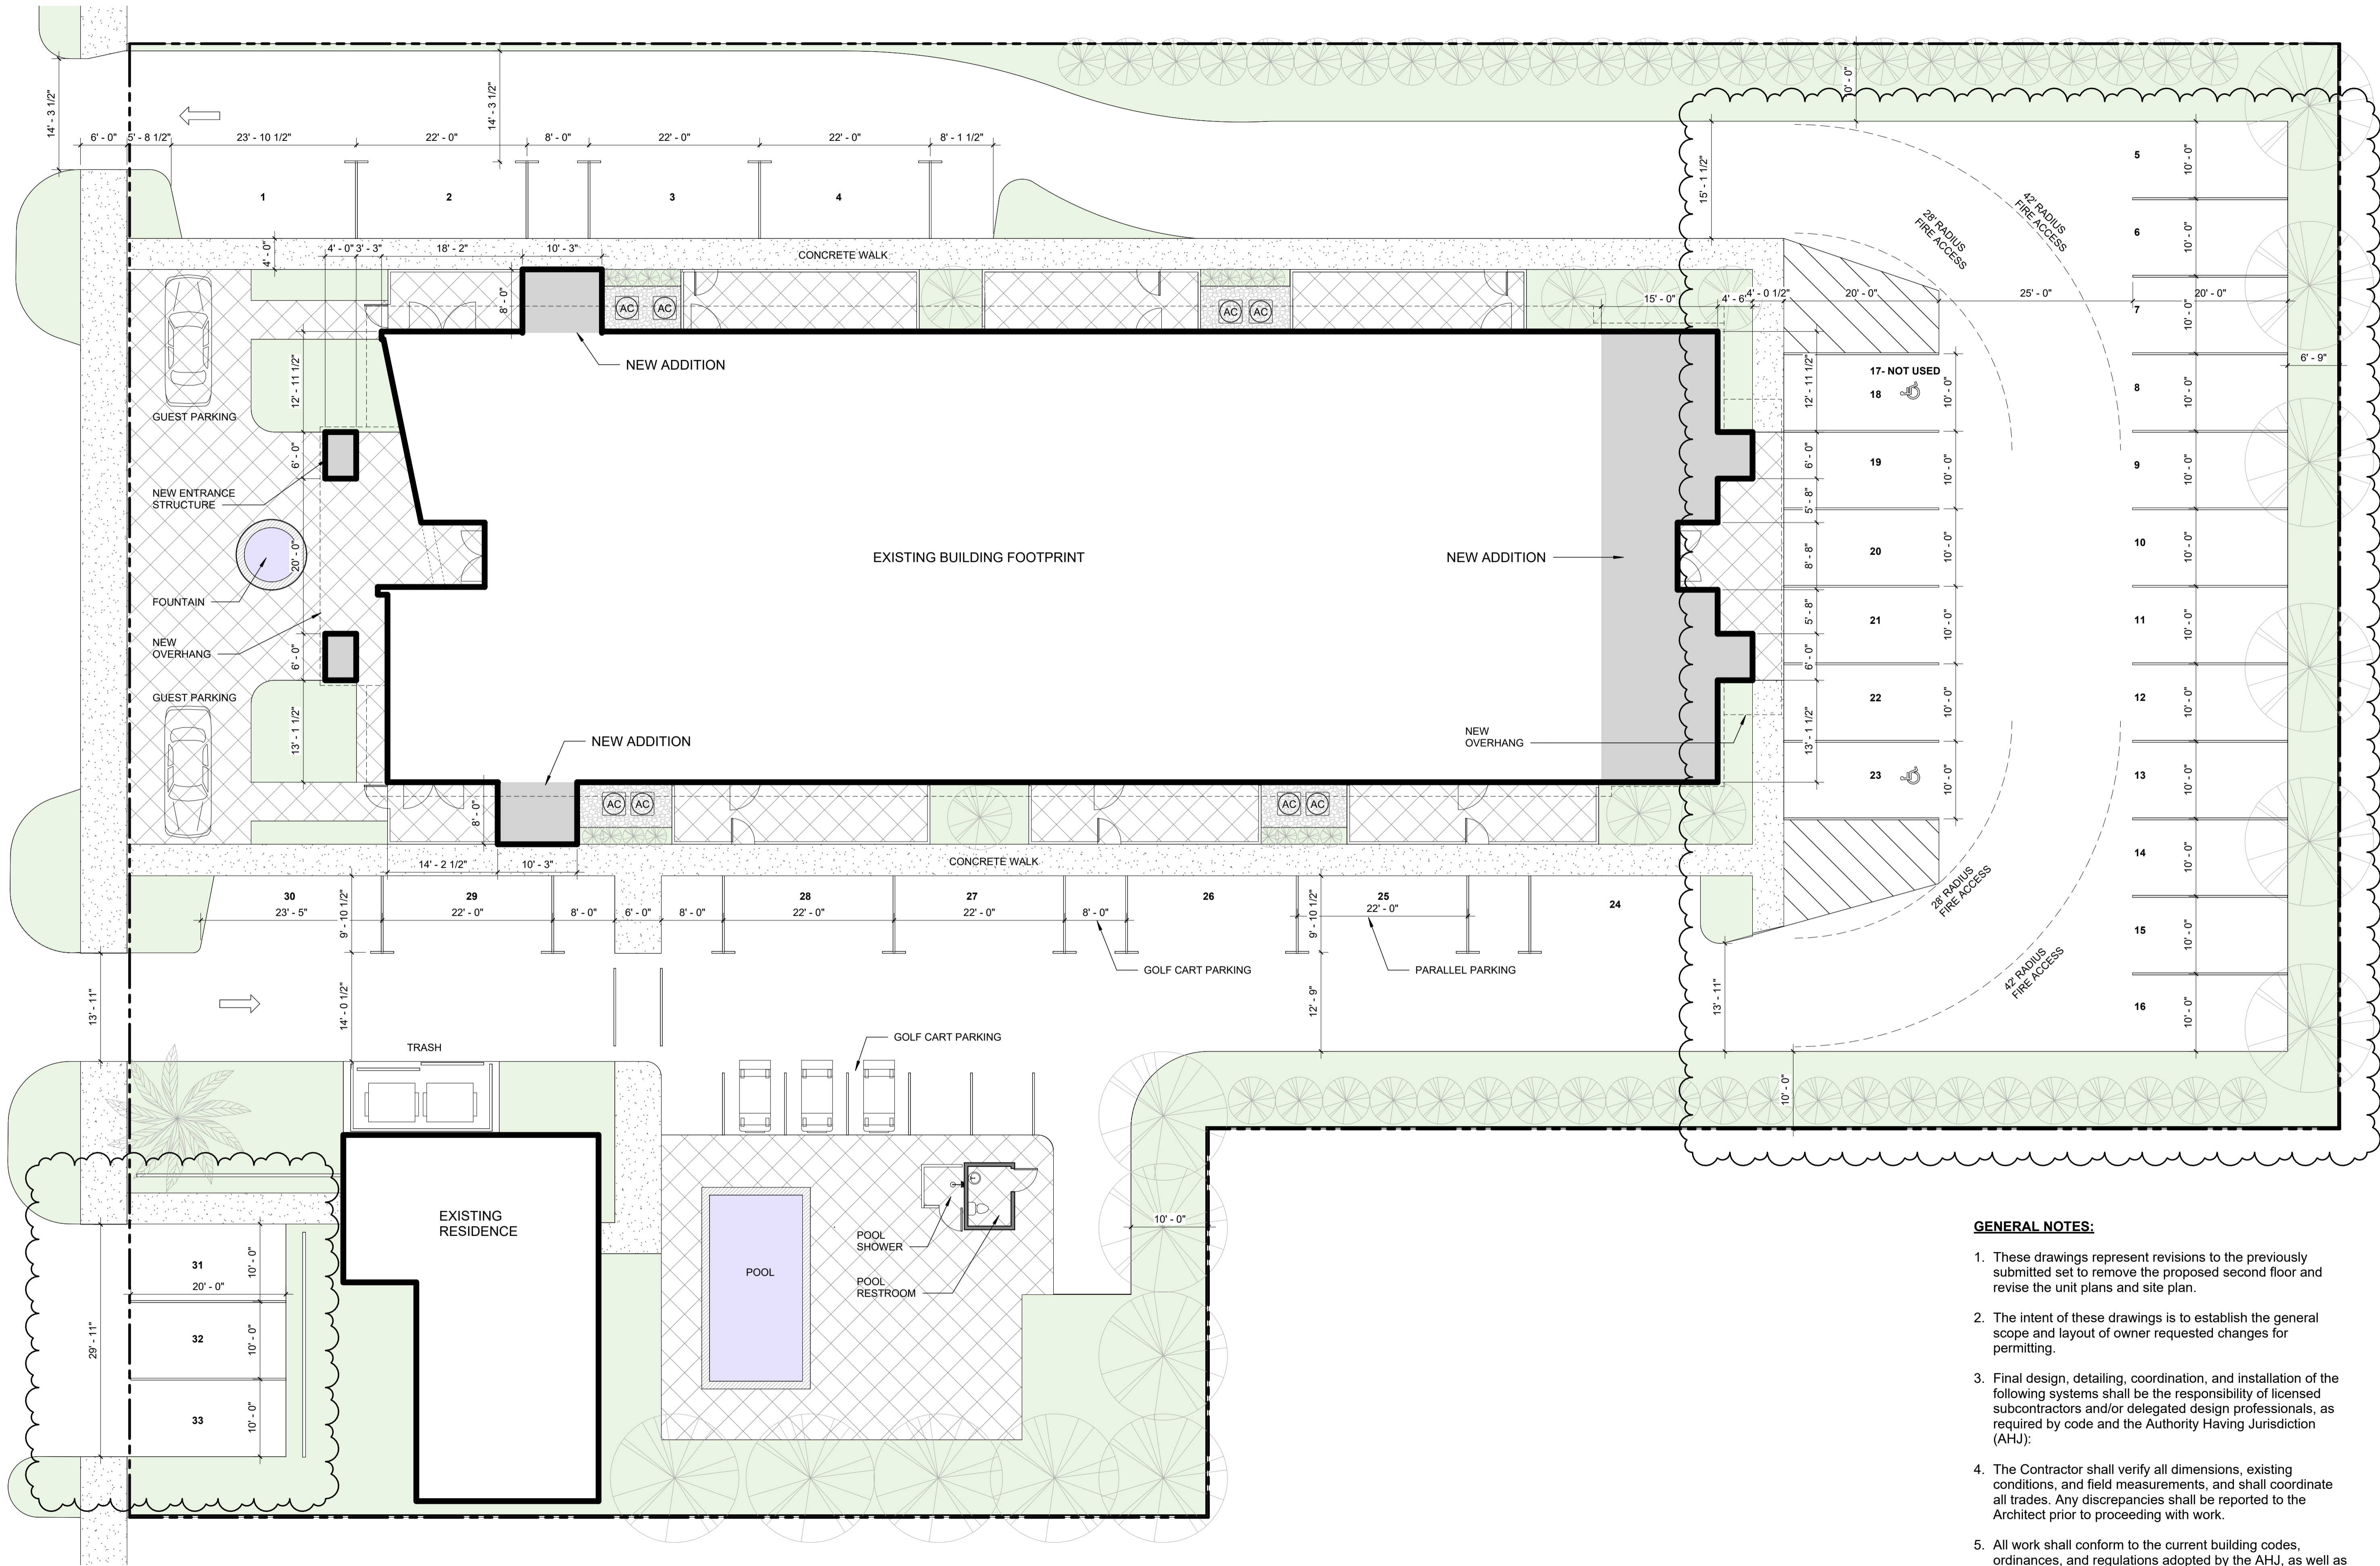 14' - 3 1/2"
14' - 3 1/2"
10' - 0"
6' - 0"
5' - 8 1/2"
23' - 10 1/2"
22' - 0"
8' - 0"
22' - 0"
22' - 0"
8' - 1 1/2"
1
2
3
4
15' - 1 1/2"
42' RADIUS
FIRE ACCESS
28' RADIUS
FIRE ACCESS
5
10' - 0"
6
10' - 0"
7
10' - 0"
8
10' - 0"
9
10' - 0"
10
10' - 0"
11
10' - 0"
12
10' - 0"
13
10' - 0"
14
10' - 0"
15
10' - 0"
16
10' - 0"
4' - 0"
4' - 0"
3' - 3"
18' - 2"
10' - 3"
CONCRETE WALK
8' - 0"
AC
AC
AC
AC
15' - 0"
4' - 6"
4' - 0 1/2"
20' - 0"
25' - 0"
20' - 0"
6' - 9"
NEW ADDITION
12' - 11 1/2"
12' - 11 1/2"
17- NOT USED
18
10' - 0"
GUEST PARKING
6' - 0"
6' - 0"
19
10' - 0"
NEW ENTRANCE
STRUCTURE
5' - 8"
20' - 0"
EXISTING BUILDING FOOTPRINT
NEW ADDITION
8' - 8"
20
10' - 0"
FOUNTAIN
5' - 8"
21
10' - 0"
NEW
OVERHANG
6' - 0"
6' - 0"
GUEST PARKING
22
10' - 0"
13' - 1 1/2"
NEW ADDITION
NEW
OVERHANG
13' - 1 1/2"
23
10' - 0"
8' - 0"
AC
AC
AC
AC
14' - 2 1/2"
10' - 3"
CONCRETE WALK
28' RADIUS
FIRE ACCESS
42' RADIUS
FIRE ACCESS
30
29
28
27
26
25
24
23' - 5"
9' - 10 1/2"
22' - 0"
8' - 0"
6' - 0"
8' - 0"
22' - 0"
22' - 0"
8' - 0"
9' - 10 1/2"
22' - 0"
GOLF CART PARKING
PARALLEL PARKING
13' - 11"
14' - 0 1/2"
12' - 9"
13' - 11"
TRASH
GOLF CART PARKING
10' - 0"
EXISTING
RESIDENCE
POOL
SHOWER
POOL
POOL
RESTROOM
10' - 0"
31
20' - 0"
10' - 0"
32
10' - 0"
33
10' - 0"
29' - 11"
GENERAL NOTES:
1. These drawings represent revisions to the previously
submitted set to remove the proposed second floor and
revise the unit plans and site plan.
2. The intent of these drawings is to establish the general
scope and layout of owner requested changes for
permitting.
3. Final design, detailing, coordination, and installation of the
following systems shall be the responsibility of licensed
subcontractors and/or delegated design professionals, as
required by code and the Authority Having Jurisdiction
(AHJ):
4. The Contractor shall verify all dimensions, existing
conditions, and field measurements, and shall coordinate
all trades. Any discrepancies shall be reported to the
Architect prior to proceeding with work.
5. All work shall conform to the current building codes,
ordinances, and regulations adopted by the AHJ, as well as